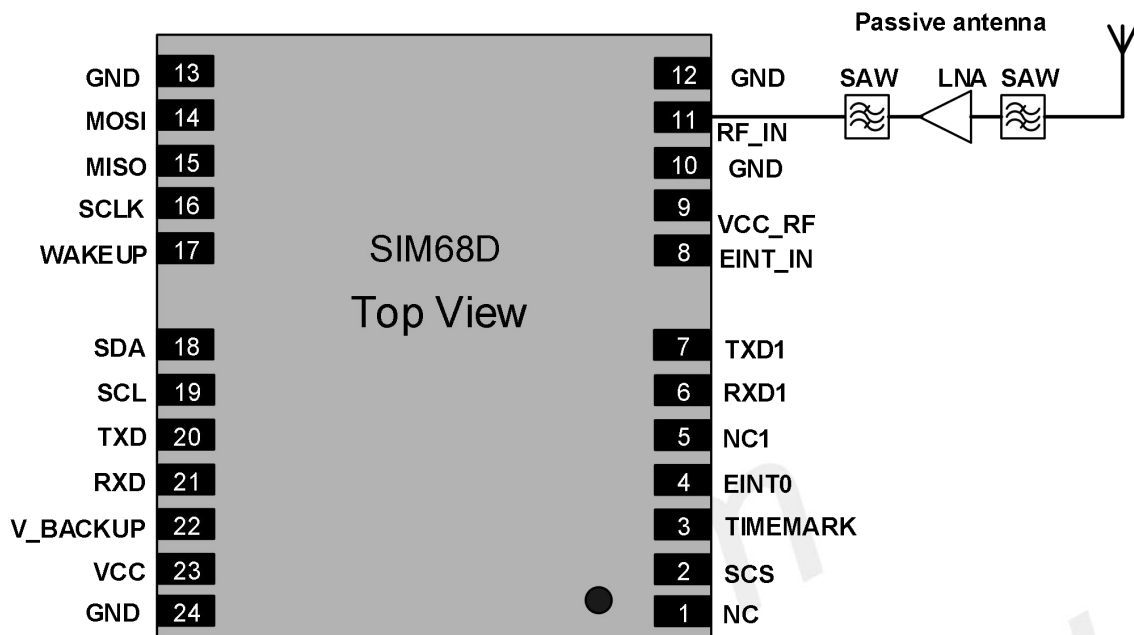 Passive antenna
GND 13 12 GND SAW LNA SAW
MOSI 14 11 RF_IN
MISO 15 10 GND
SCLK 16 9 VCC_RF
WAKEUP 17 8 EINT_IN
SIM68D
Top View
SDA 18 7 TXD1
SCL 19 6 RXD1
TXD 20 5 NC1
RXD 21 4 EINT0
V_BACKUP 22 3 TIMEMARK
VCC 23 2 SCS
GND 24 1 NC